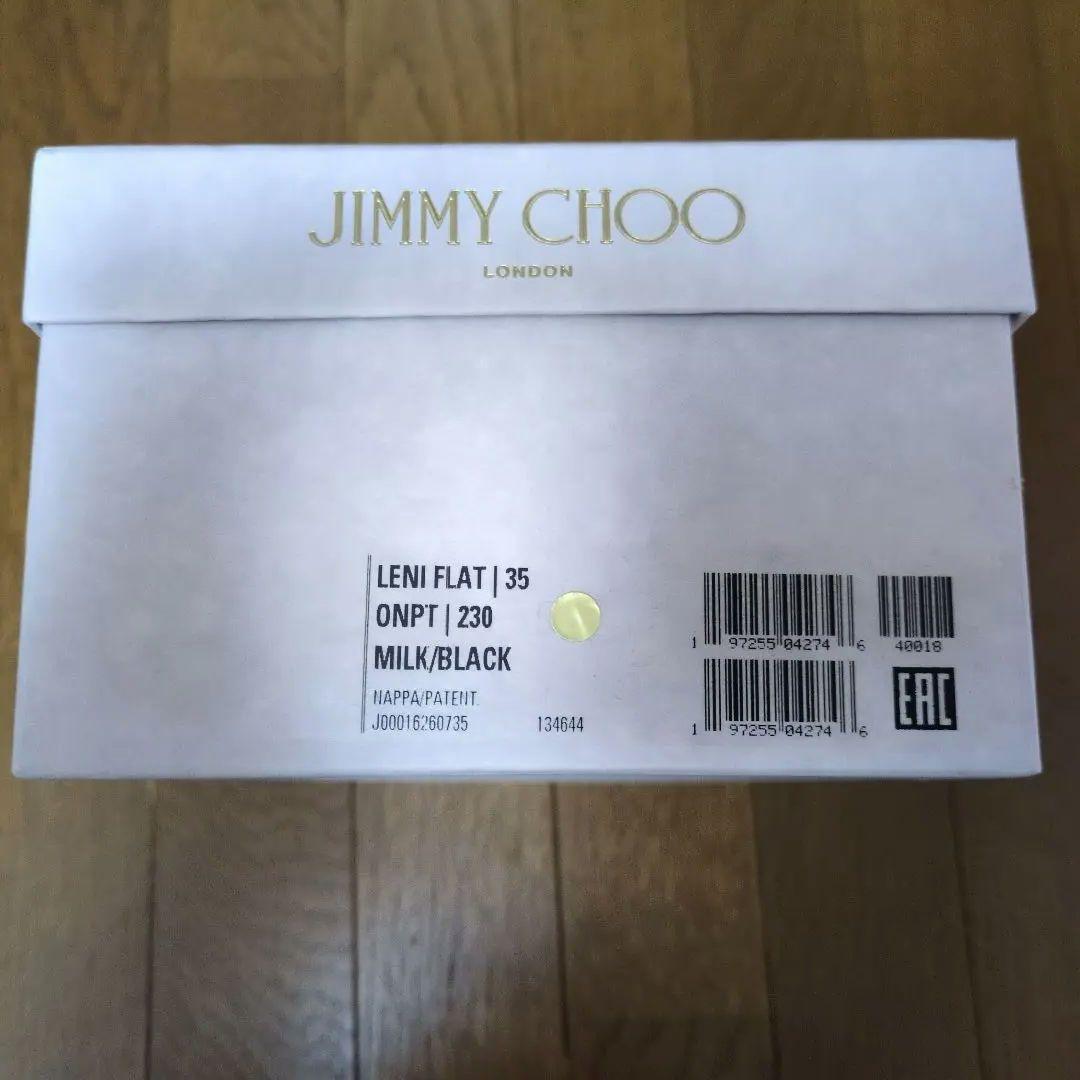 JIMMY CHOO
LONDON
LENI FLAT | 35
ONPT | 230
MILK/BLACK
NAPPA/PATENT.
J00016260735 134644
1 97255 04274 6
40018
1 97255 04274 6
EAC